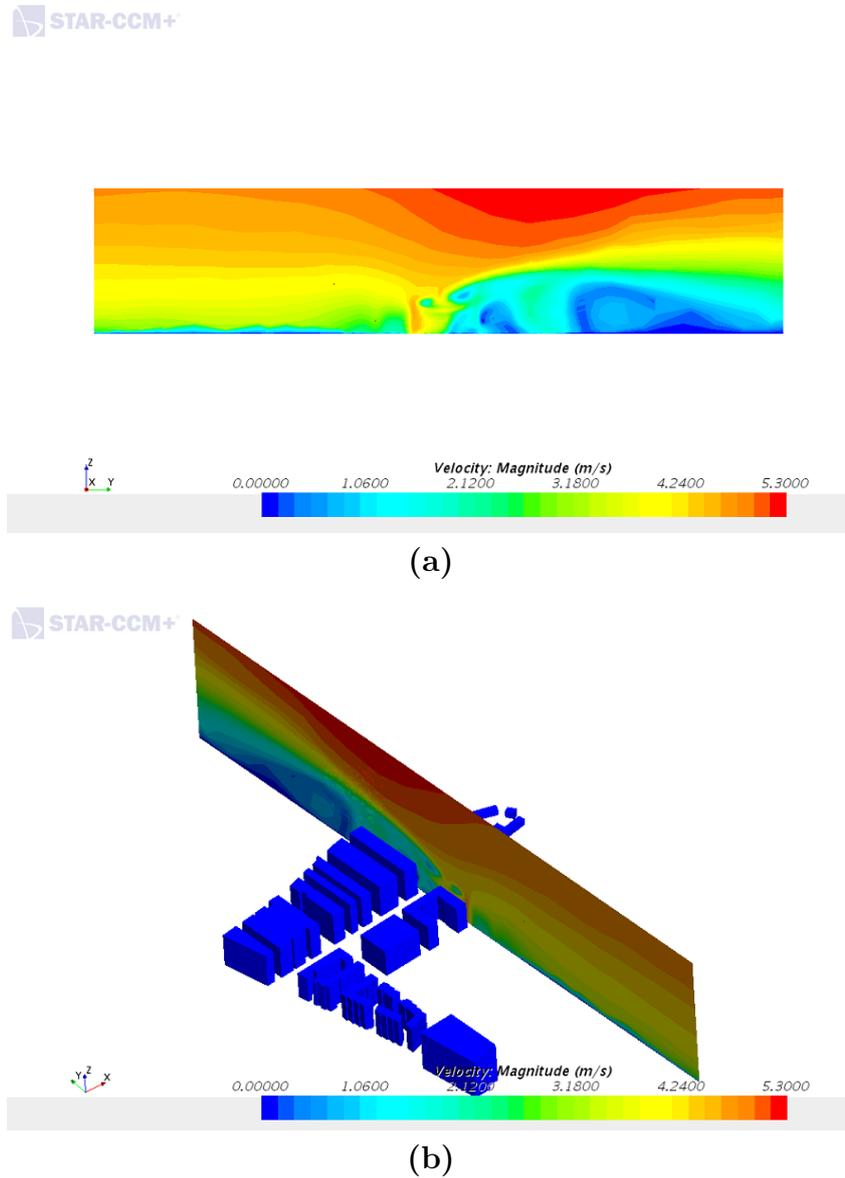 STAR-CCM+
Z
X Y
Velocity: Magnitude (m/s)
0.00000 1.0600 2.1200 3.1800 4.2400 5.3000
(a)
STAR-CCM+
Y Z X
Velocity: Magnitude (m/s)
0.00000 1.0600 2.1200 3.1800 4.2400 5.3000
(b)